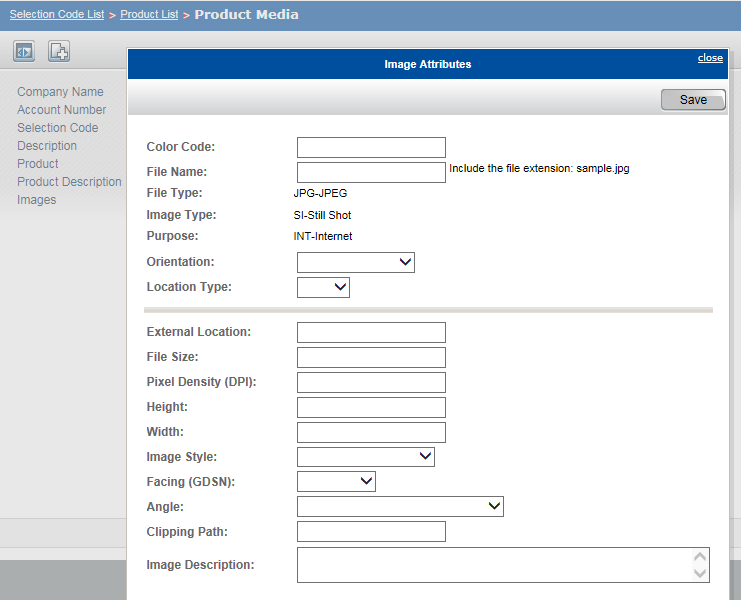 Selection Code List > Product List > Product Media
Image Attributes
close
Save
Company Name
Account Number
Selection Code
Description
Product
Product Description
Images
Color Code:
File Name: Include the file extension: sample.jpg
File Type: JPG-JPEG
Image Type: SI-Still Shot
Purpose: INT-Internet
Orientation:
Location Type:
External Location:
File Size:
Pixel Density (DPI):
Height:
Width:
Image Style:
Facing (GDSN):
Angle:
Clipping Path:
Image Description: